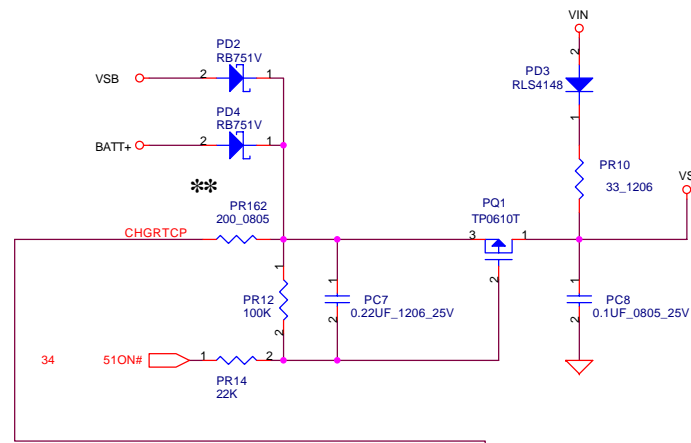 VIN
PD2
RB751V
2
VSB
2
1
PD3
RLS4148
PD4
RB751V
1
BATT+
2
1
PR10
33_1206
**
VS
PR162
200_0805
PQ1
TP0610T
CHGRTCP
3
1
1
1
1
PR12
100K
PC7
0.22UF_1206_25V
PC8
0.1UF_0805_25V
2
2
2
2
34
51ON#
1
2
PR14
22K